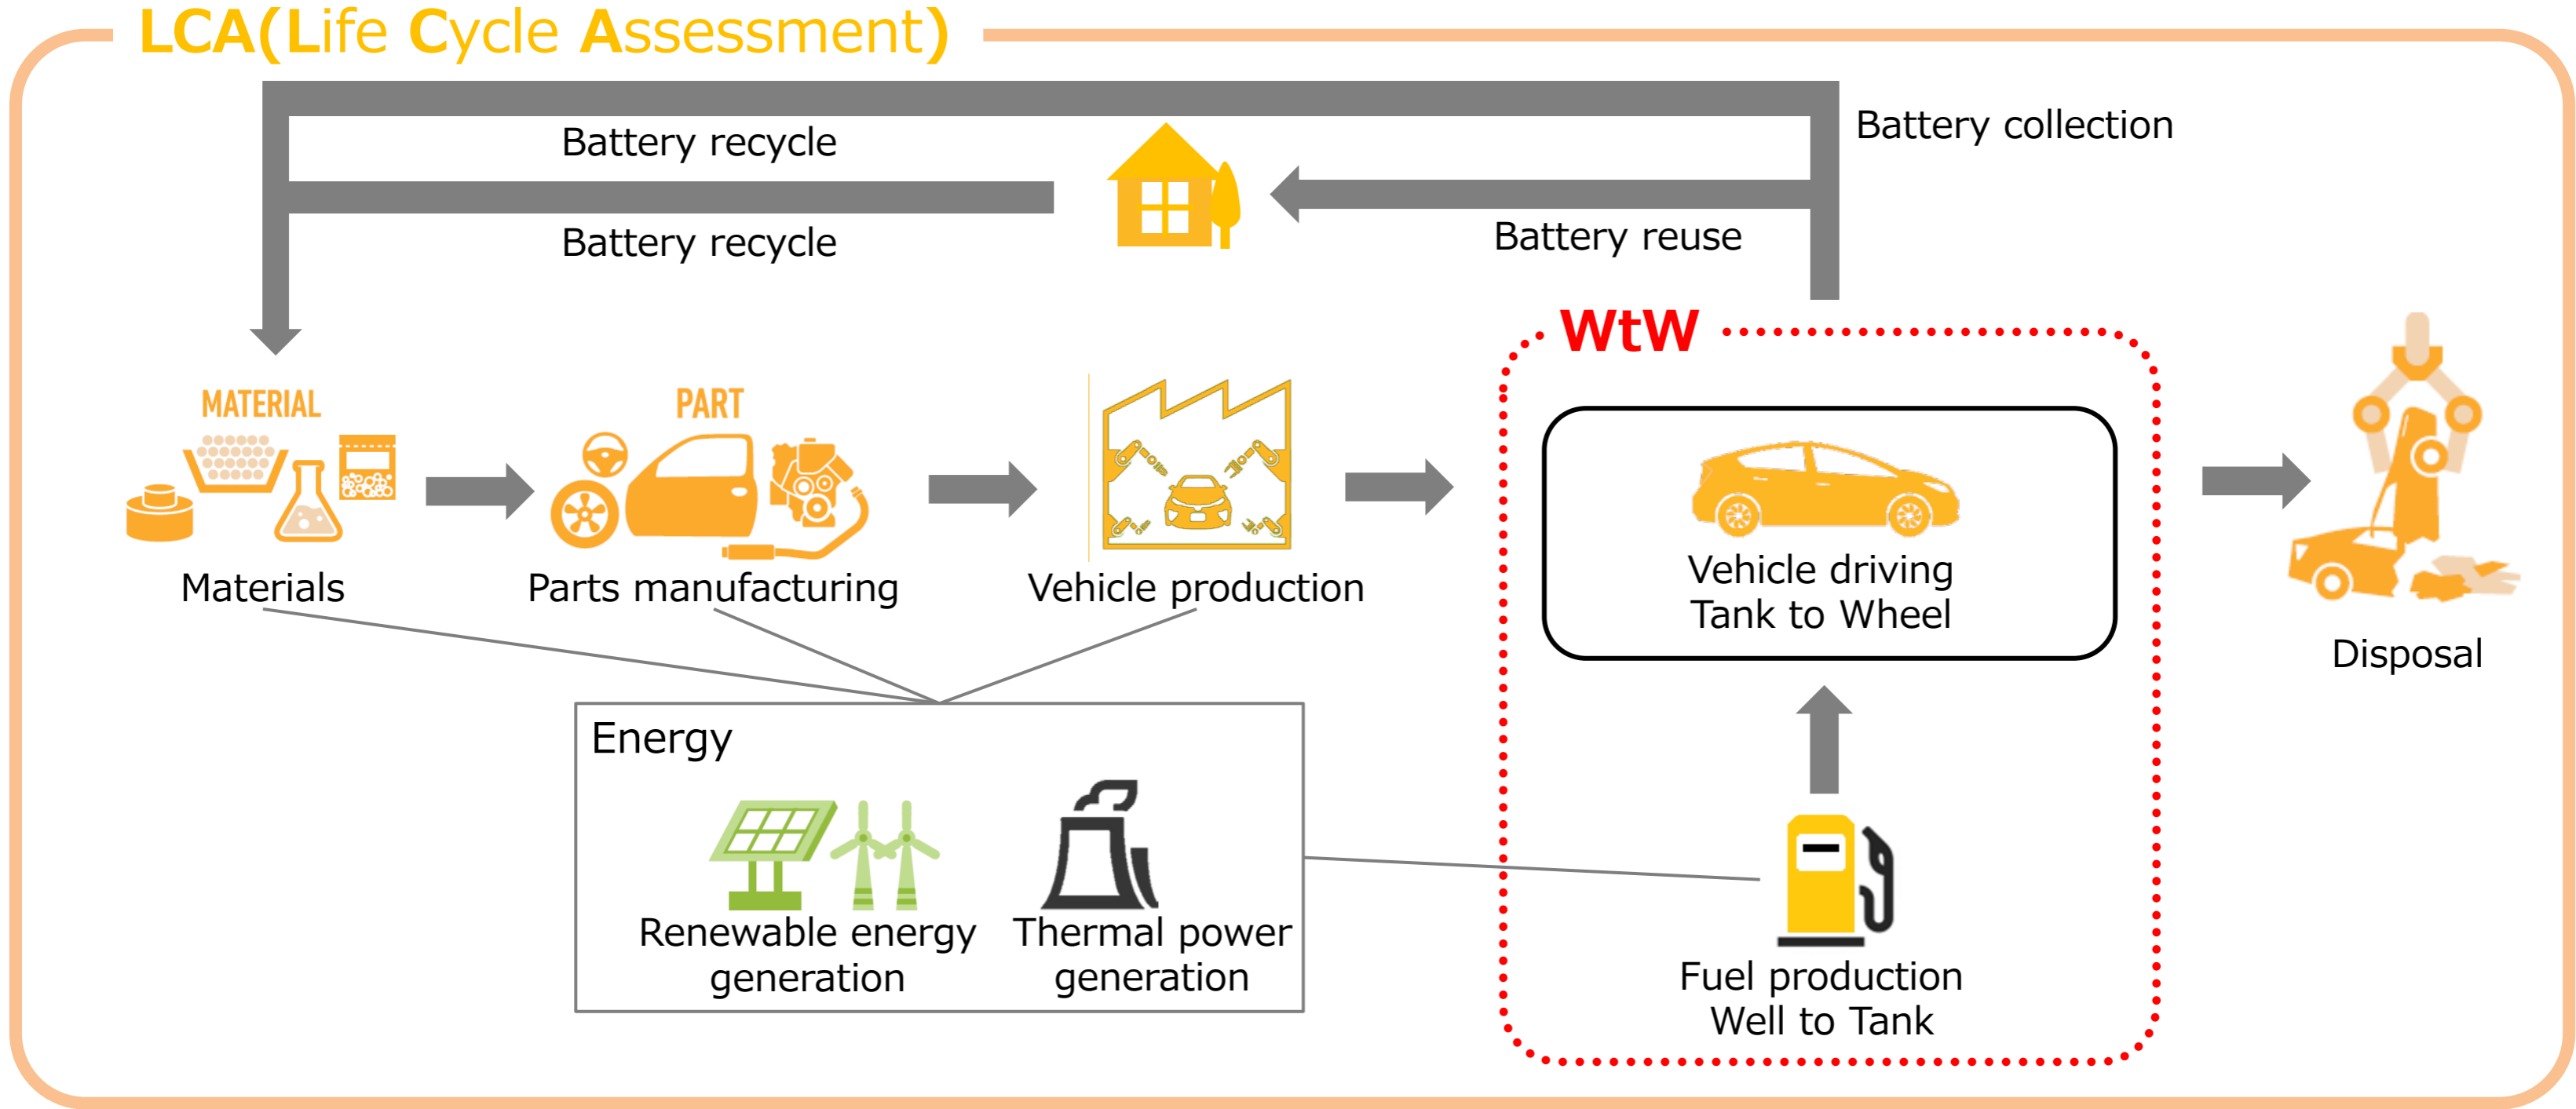 LCA(Life Cycle Assessment)
Battery recycle
Battery collection
Battery recycle
Battery reuse
WtW
MATERIAL
PART
Materials
Parts manufacturing
Vehicle production
Vehicle driving
Tank to Wheel
Disposal
Energy
Renewable energy
generation
Thermal power
generation
Fuel production
Well to Tank